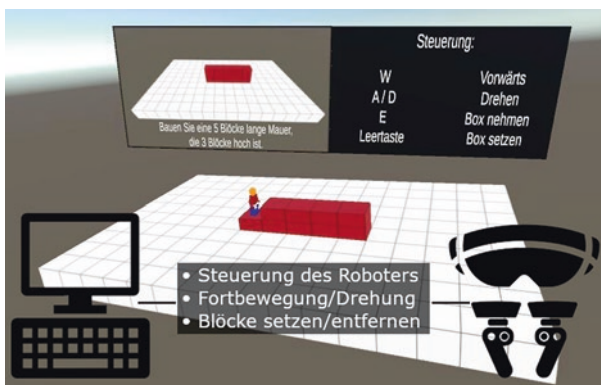 Steuerung:
W Vorwärts
A / D Drehen
E Box nehmen
Leertaste Box setzen
Bauen Sie eine 5 Blöcke lange Mauer,
die 3 Blöcke hoch ist.
• Steuerung des Roboters
• Fortbewegung/Drehung
• Blöcke setzen/entfernen